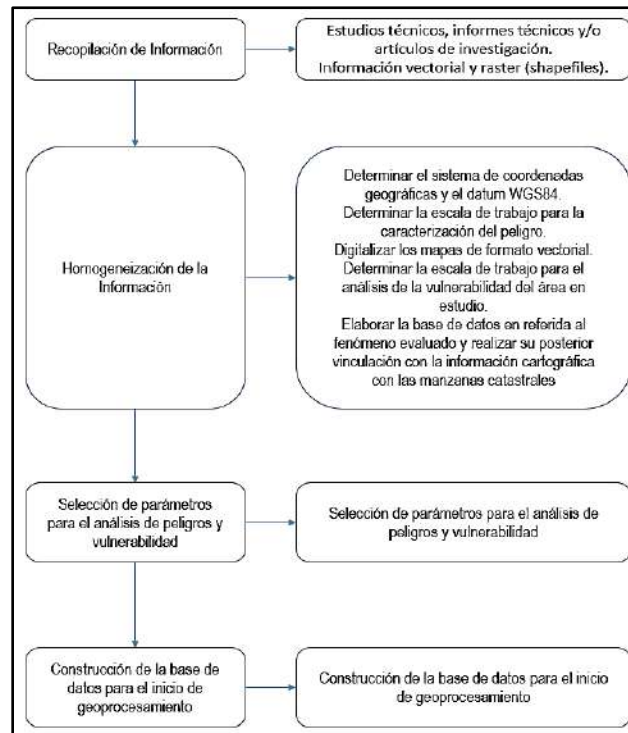 Recopilación de Información
Estudios técnicos, informes técnicos y/o
artículos de investigación.
Información vectorial y raster (shapefiles).
Homogeneización de la
Información
Determinar el sistema de coordenadas
geográficas y el datum WGS84.
Determinar la escala de trabajo para la
caracterización del peligro.
Digitalizar los mapas de formato vectorial.
Determinar la escala de trabajo para el
análisis de la vulnerabilidad del área en
estudio.
Elaborar la base de datos en referida al
fenómeno evaluado y realizar su posterior
vinculación con la información cartográfica
con las manzanas catastrales
Selección de parámetros
para el análisis de peligros y
vulnerabilidad
Selección de parámetros para el análisis de
peligros y vulnerabilidad
Construcción de la base de
datos para el inicio de
geoprocesamiento
Construcción de la base de datos para el inicio
de geoprocesamiento